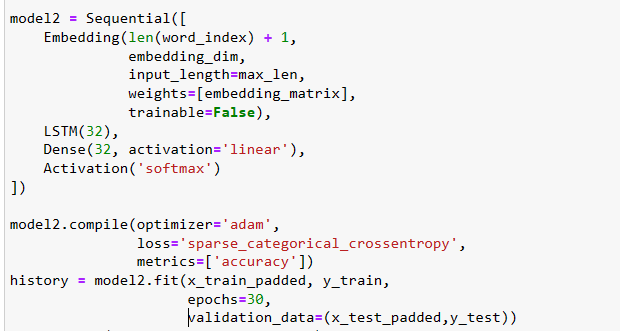 model2 = Sequential([
    Embedding(len(word_index) + 1,
              embedding_dim,
              input_length=max_len,
              weights=[embedding_matrix],
              trainable=False),
    LSTM(32),
    Dense(32, activation='linear'),
    Activation('softmax')
])

model2.compile(optimizer='adam',
               loss='sparse_categorical_crossentropy',
               metrics=['accuracy'])
history = model2.fit(x_train_padded, y_train,
                     epochs=30,
                     validation_data=(x_test_padded,y_test))